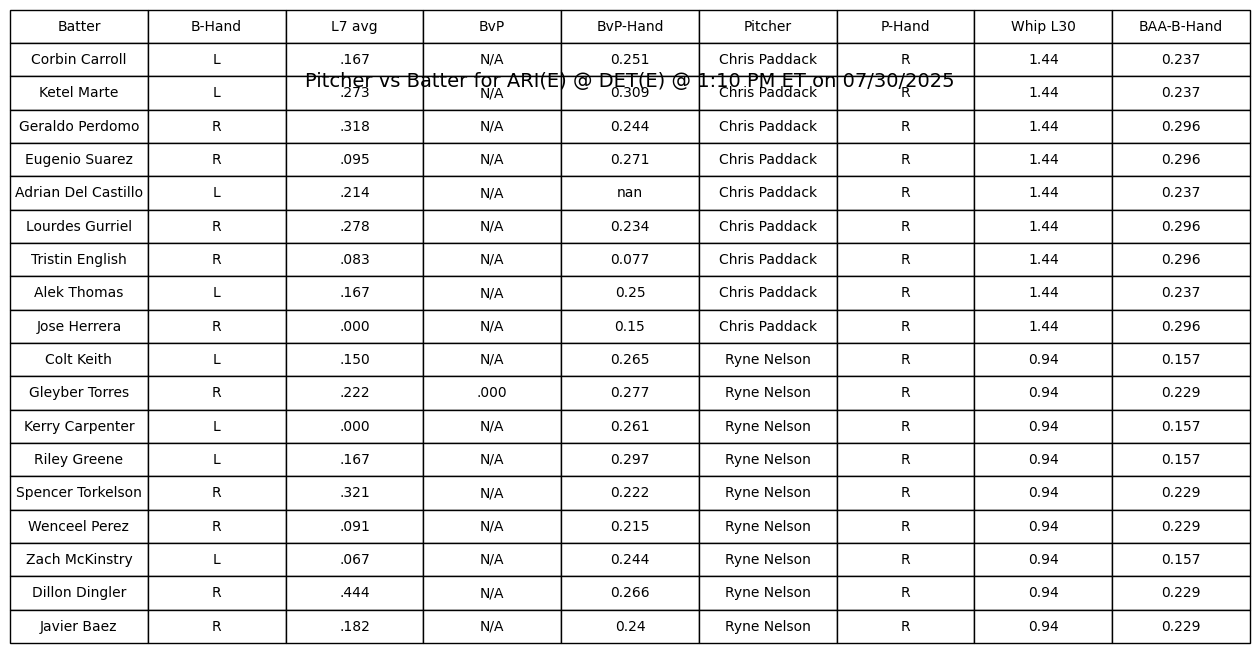 Batter B-Hand L7 avg BvP BvP-Hand Pitcher P-Hand Whip L30 BAA-B-Hand
Corbin Carroll L .167 N/A 0.251 Chris Paddack R 1.44 0.237
Pitcher vs Batter for ARI(E) @ DET(E) @ 1:10 PM ET on 07/30/2025
Ketel Marte L .273 N/A 0.309 Chris Paddack R 1.44 0.237
Geraldo Perdomo R .318 N/A 0.244 Chris Paddack R 1.44 0.296
Eugenio Suarez R .095 N/A 0.271 Chris Paddack R 1.44 0.296
Adrian Del Castillo L .214 N/A nan Chris Paddack R 1.44 0.237
Lourdes Gurriel R .278 N/A 0.234 Chris Paddack R 1.44 0.296
Tristin English R .083 N/A 0.077 Chris Paddack R 1.44 0.296
Alek Thomas L .167 N/A 0.25 Chris Paddack R 1.44 0.237
Jose Herrera R .000 N/A 0.15 Chris Paddack R 1.44 0.296
Colt Keith L .150 N/A 0.265 Ryne Nelson R 0.94 0.157
Gleyber Torres R .222 .000 0.277 Ryne Nelson R 0.94 0.229
Kerry Carpenter L .000 N/A 0.261 Ryne Nelson R 0.94 0.157
Riley Greene L .167 N/A 0.297 Ryne Nelson R 0.94 0.157
Spencer Torkelson R .321 N/A 0.222 Ryne Nelson R 0.94 0.229
Wenceel Perez R .091 N/A 0.215 Ryne Nelson R 0.94 0.229
Zach McKinstry L .067 N/A 0.244 Ryne Nelson R 0.94 0.157
Dillon Dingler R .444 N/A 0.266 Ryne Nelson R 0.94 0.229
Javier Baez R .182 N/A 0.24 Ryne Nelson R 0.94 0.229